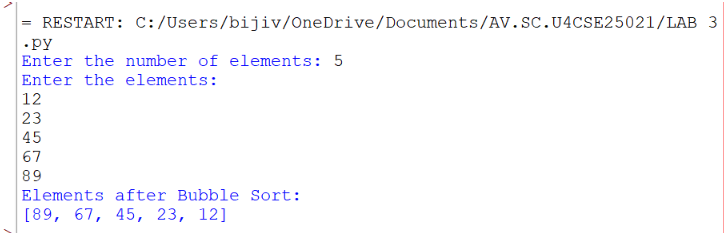 = RESTART: C:/Users/bijiv/OneDrive/Documents/AV.SC.U4CSE25021/LAB 3
.py
Enter the number of elements: 5
Enter the elements:
12
23
45
67
89
Elements after Bubble Sort:
[89, 67, 45, 23, 12]